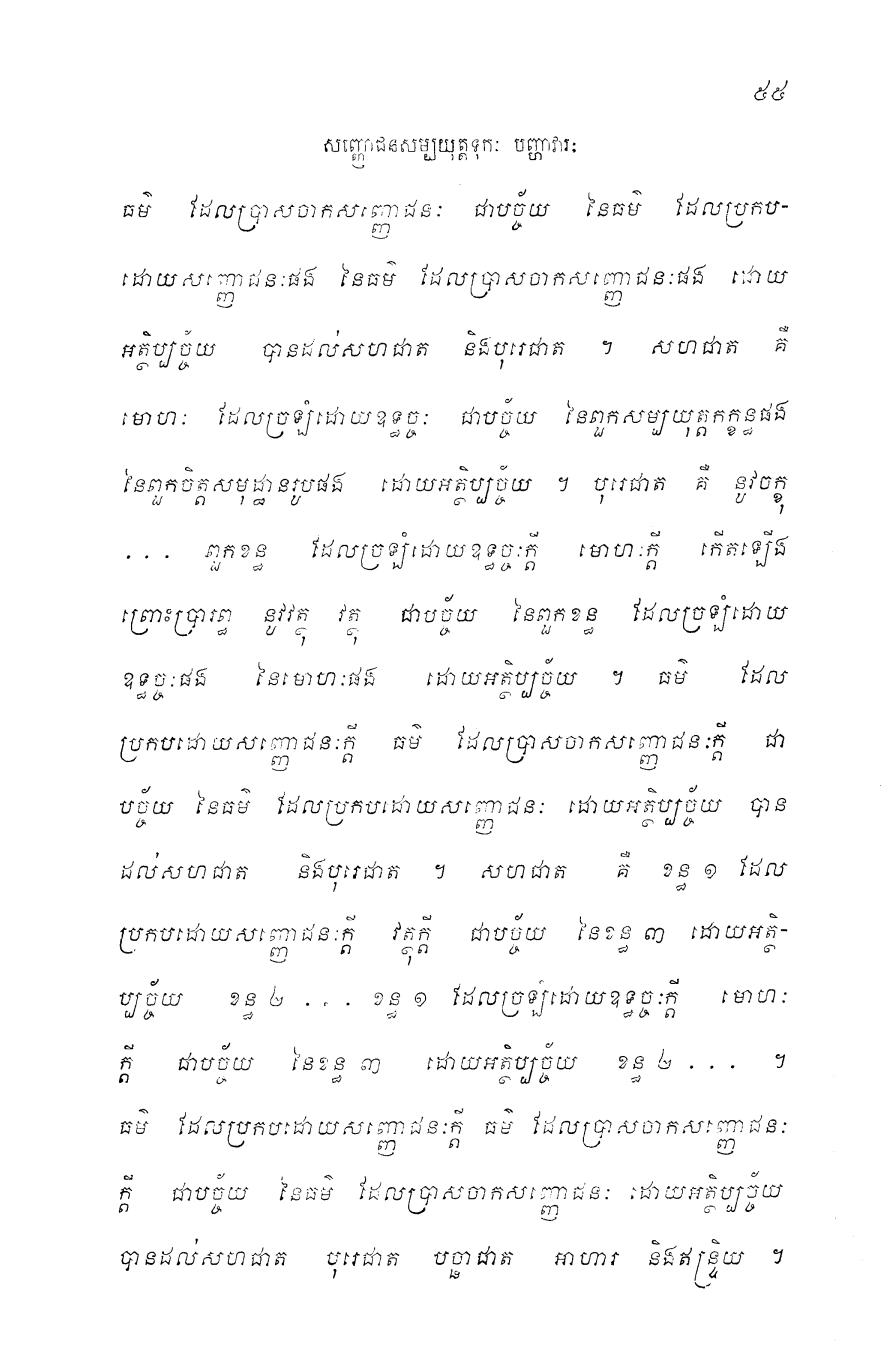 ៥៥
សញ្ញោជនសម្បយុត្តទុកៈ បញ្ហាវារៈ
ធម៌ ដែលប្រាសចាកសញ្ញោជនៈ ជាបច្ច័យ នៃធម៌ ដែលប្រកប-
ដោយសញ្ញោជនៈផង នៃធម៌ ដែលប្រាសចាកសញ្ញោជនៈផង ដោយ
អត្ថិប្បច្ច័យ បានដល់សហជាត និងបុរេជាត ។ សហជាត គឺ
មោហៈ ដែលច្រឡំដោយឧទ្ធច្ចៈ ជាបច្ច័យ នៃពួកសម្បយុត្តកក្ខន្ធផង
នៃពួកចិត្តសមុដ្ឋានរូបផង ដោយអត្ថិប្បច្ច័យ ។ បុរេជាត គឺ នូវចក្ខុ
... ពួកខន្ធ ដែលច្រឡំដោយឧទ្ធច្ចៈក្តី មោហៈក្តី កើតឡើង
ព្រោះប្រារព្ធ នូវវត្ថុ វត្ថុ ជាបច្ច័យ នៃពួកខន្ធ ដែលច្រឡំដោយ
ឧទ្ធច្ចៈផង នៃមោហៈផង ដោយអត្ថិប្បច្ច័យ ។ ធម៌ ដែល
ប្រកបដោយសញ្ញោជនៈក្តី ធម៌ ដែលប្រាសចាកសញ្ញោជនៈក្តី ជា
បច្ច័យ នៃធម៌ ដែលប្រកបដោយសញ្ញោជនៈ ដោយអត្ថិប្បច្ច័យ បាន
ដល់សហជាត និងបុរេជាត ។ សហជាត គឺ ខន្ធ ១ ដែល
ប្រកបដោយសញ្ញោជនៈក្តី វត្ថុក្តី ជាបច្ច័យ នៃខន្ធ ៣ ដោយអត្ថិ-
ប្បច្ច័យ ខន្ធ ២ ... ខន្ធ ១ ដែលច្រឡំដោយឧទ្ធច្ចៈក្តី មោហៈ
ក្តី ជាបច្ច័យ នៃខន្ធ ៣ ដោយអត្ថិប្បច្ច័យ ខន្ធ ២ ... ។
ធម៌ ដែលប្រកបដោយសញ្ញោជនៈក្តី ធម៌ ដែលប្រាសចាកសញ្ញោជនៈ
ក្តី ជាបច្ច័យ នៃធម៌ ដែលប្រាសចាកសញ្ញោជនៈ ដោយអត្ថិប្បច្ច័យ
បានដល់សហជាត បុរេជាត បច្ឆាជាត អាហារ និងឥន្ទ្រិយ ។